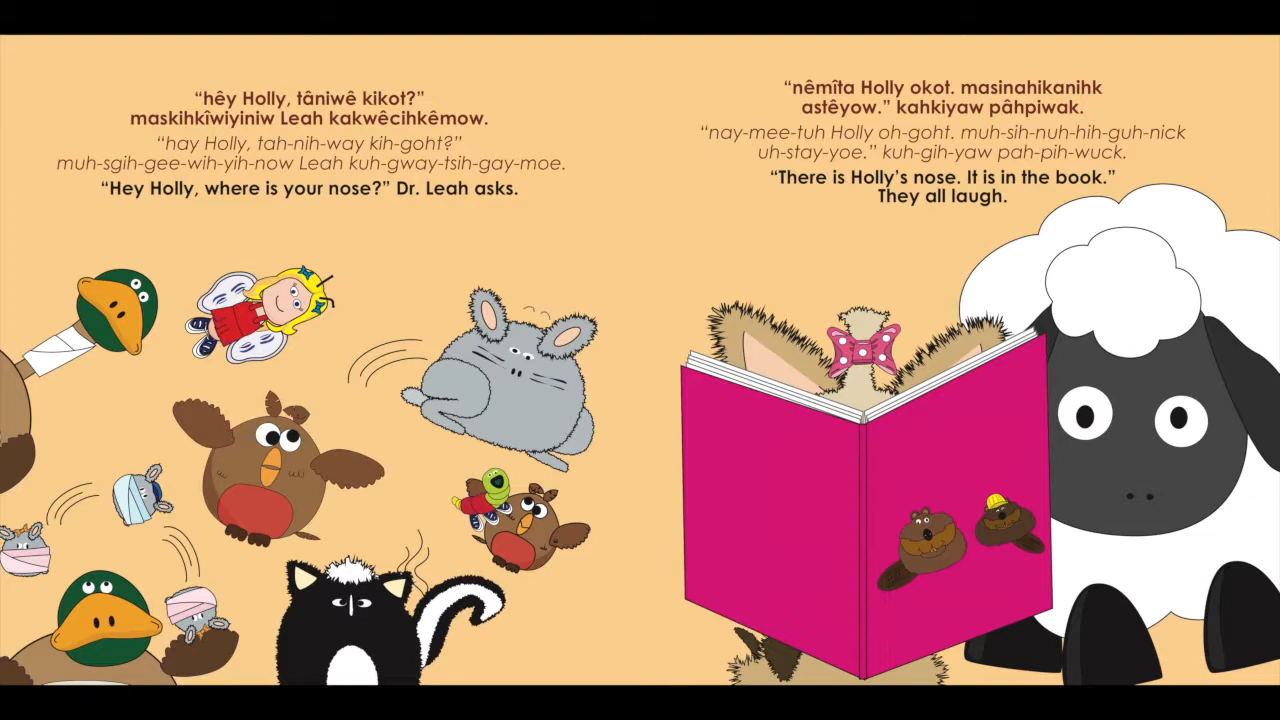 “hêy Holly, tâniwê kikot?”
maskihkîwiyiniw Leah kakwêcihkêmow.
“hay Holly, tah-nih-way kih-goht?”
muh-sgih-gee-wih-yih-now Leah kuh-gway-tsih-gay-moe.
“Hey Holly, where is your nose?” Dr. Leah asks.
“nêmîta Holly okot. masinahikanihk
astêyow.” kahkiyaw pâhpiwak.
“nay-mee-tuh Holly oh-goht. muh-sih-nuh-hih-guh-nick
uh-stay-yoe.” kuh-gih-yaw pah-pih-wuck.
“There is Holly’s nose. It is in the book.”
They all laugh.